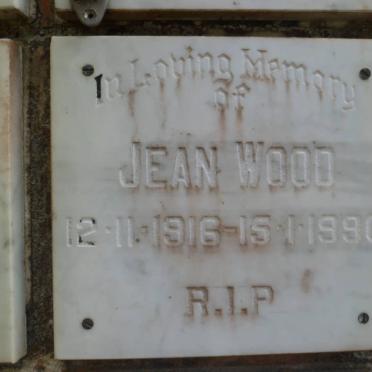 In Loving Memory
of
JEAN WOOD
12·11·1916-15·1·1990
R.I.P